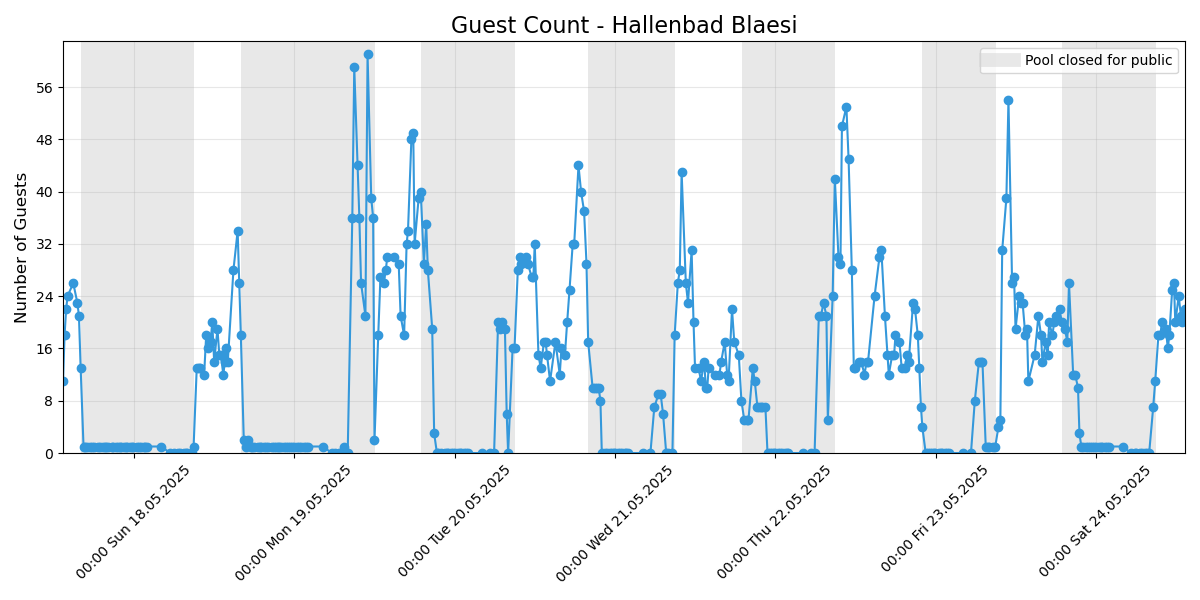 Guest Count - Hallenbad Blaesi
Pool closed for public
Number of Guests
56
48
40
32
24
16
8
0
00:00 Sun 18.05.2025
00:00 Mon 19.05.2025
00:00 Tue 20.05.2025
00:00 Wed 21.05.2025
00:00 Thu 22.05.2025
00:00 Fri 23.05.2025
00:00 Sat 24.05.2025